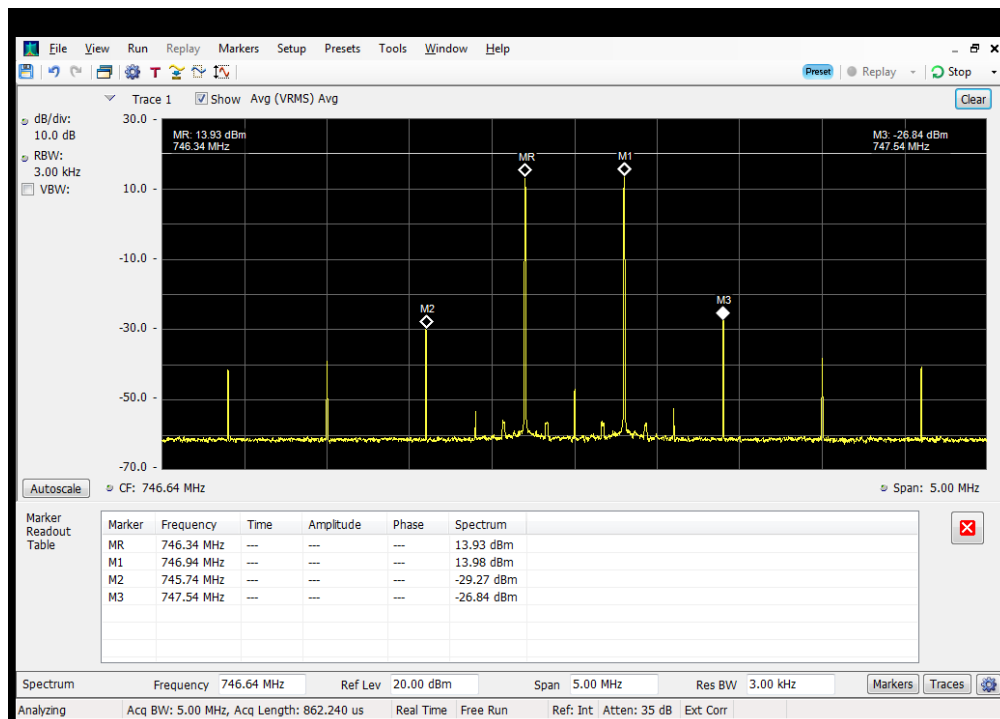 File View Run Replay Markers Setup Presets Tools Window Help
Preset Replay Stop
Trace 1 Show Avg (VRMS) Avg Clear
dB/div:
10.0 dB
RBW:
3.00 kHz
VBW:
30.0
10.0
-10.0
-30.0
-50.0
-70.0
MR: 13.93 dBm
746.34 MHz
M3: -26.84 dBm
747.54 MHz
MR
M1
M2
M3
Autoscale CF: 746.64 MHz Span: 5.00 MHz
Marker
Readout
Table
Marker Frequency Time Amplitude Phase Spectrum
MR 746.34 MHz --- --- --- 13.93 dBm
M1 746.94 MHz --- --- --- 13.98 dBm
M2 745.74 MHz --- --- --- -29.27 dBm
M3 747.54 MHz --- --- --- -26.84 dBm
Spectrum Frequency 746.64 MHz Ref Lev 20.00 dBm Span 5.00 MHz Res BW 3.00 kHz Markers Traces
Analyzing Acq BW: 5.00 MHz, Acq Length: 862.240 us Real Time Free Run Ref: Int Atten: 35 dB Ext Corr